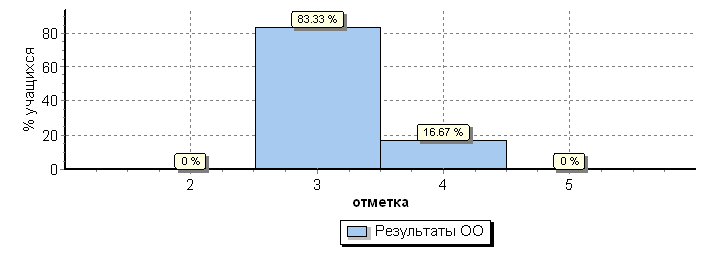 % учащихся
80
60
40
20
0
0 %
83.33 %
16.67 %
0 %
2 3 4 5
отметка
Результаты ОО